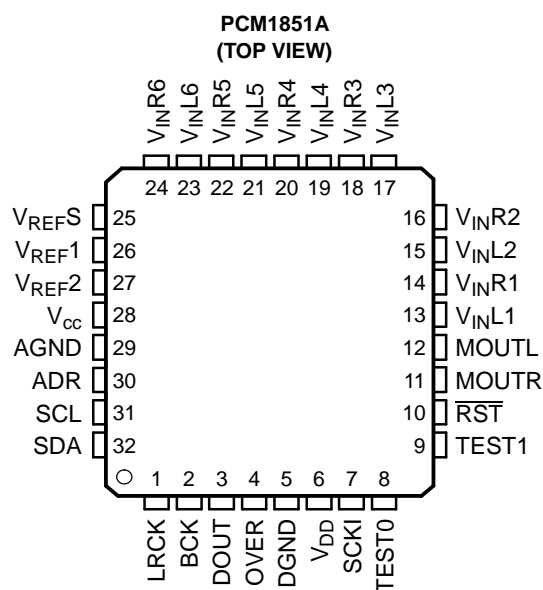 PCM1851A
(TOP VIEW)
VINR6
VINL6
VINR5
VINL5
VINR4
VINL4
VINR3
VINL3
24 23 22 21 20 19 18 17
VREFS 25
VREF1 26
VREF2 27
Vcc 28
AGND 29
ADR 30
SCL 31
SDA 32
16 VINR2
15 VINL2
14 VINR1
13 VINL1
12 MOUTL
11 MOUTR
10 RST
9 TEST1
1 2 3 4 5 6 7 8
LRCK
BCK
DOUT
OVER
DGND
VDD
SCKI
TEST0